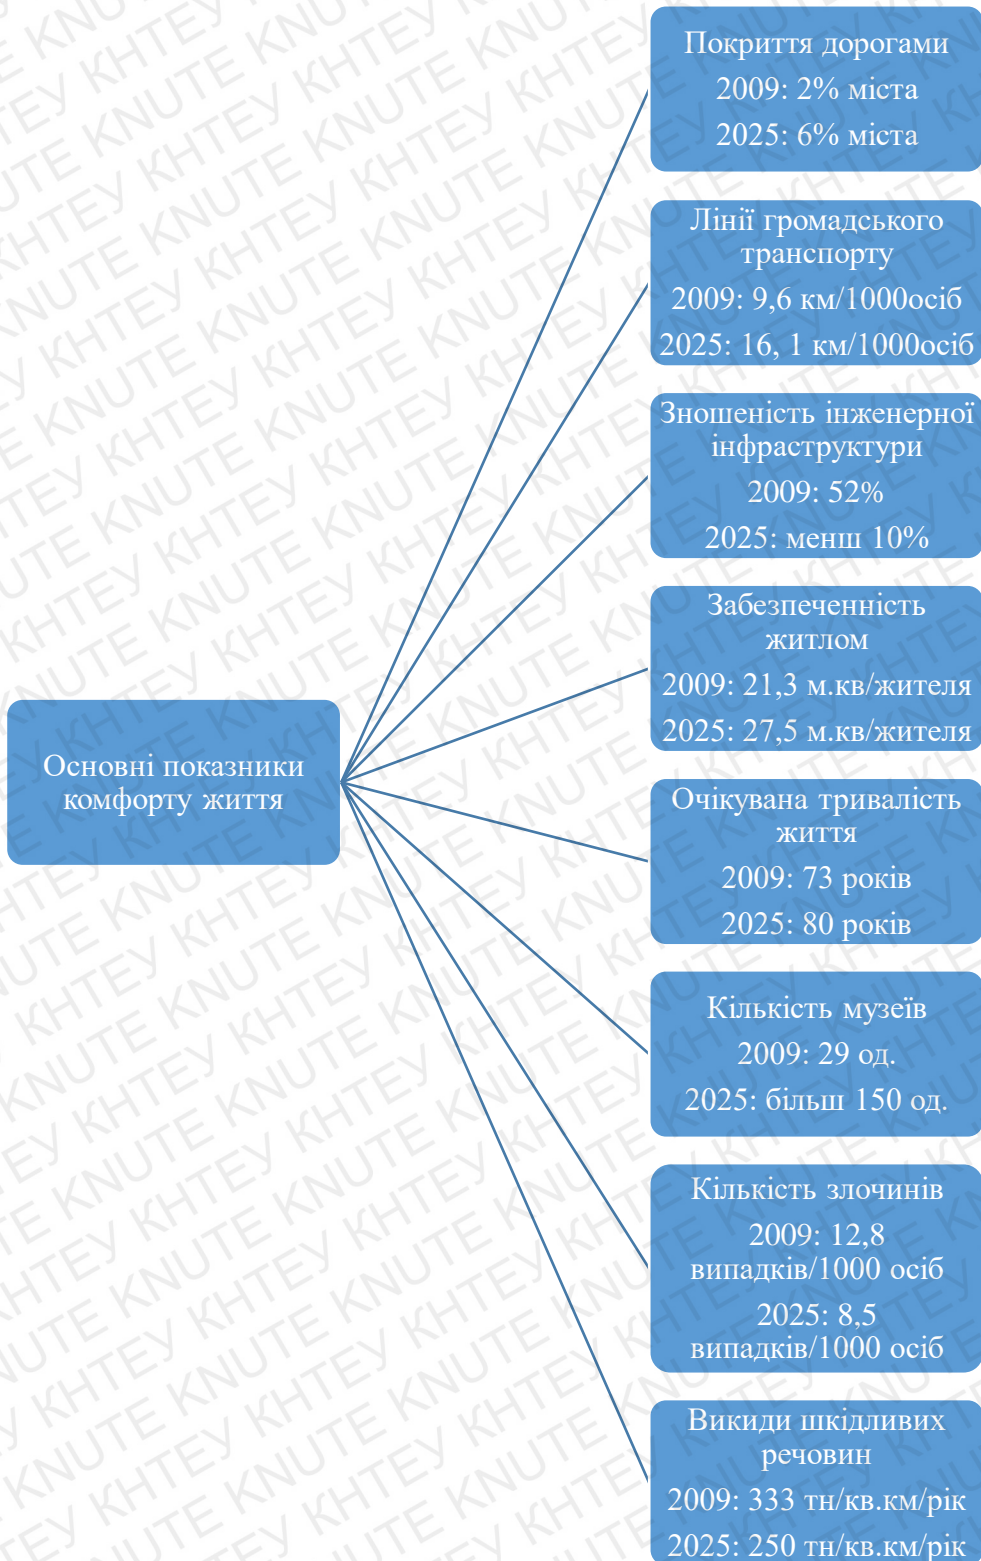 Покриття дорогами
2009: 2% міста
2025: 6% міста
Лінії громадського
транспорту
2009: 9,6 км/1000осіб
2025: 16, 1 км/1000осіб
Зношеність інженерної
інфраструктури
2009: 52%
2025: менш 10%
Забезпеченність
житлом
2009: 21,3 м.кв/жителя
2025: 27,5 м.кв/жителя
Основні показники
комфорту життя
Очікувана тривалість
життя
2009: 73 років
2025: 80 років
Кількість музеїв
2009: 29 од.
2025: більш 150 од.
Кількість злочинів
2009: 12,8
випадків/1000 осіб
2025: 8,5
випадків/1000 осіб
Викиди шкідливих
речовин
2009: 333 тн/кв.км/рік
2025: 250 тн/кв.км/рік